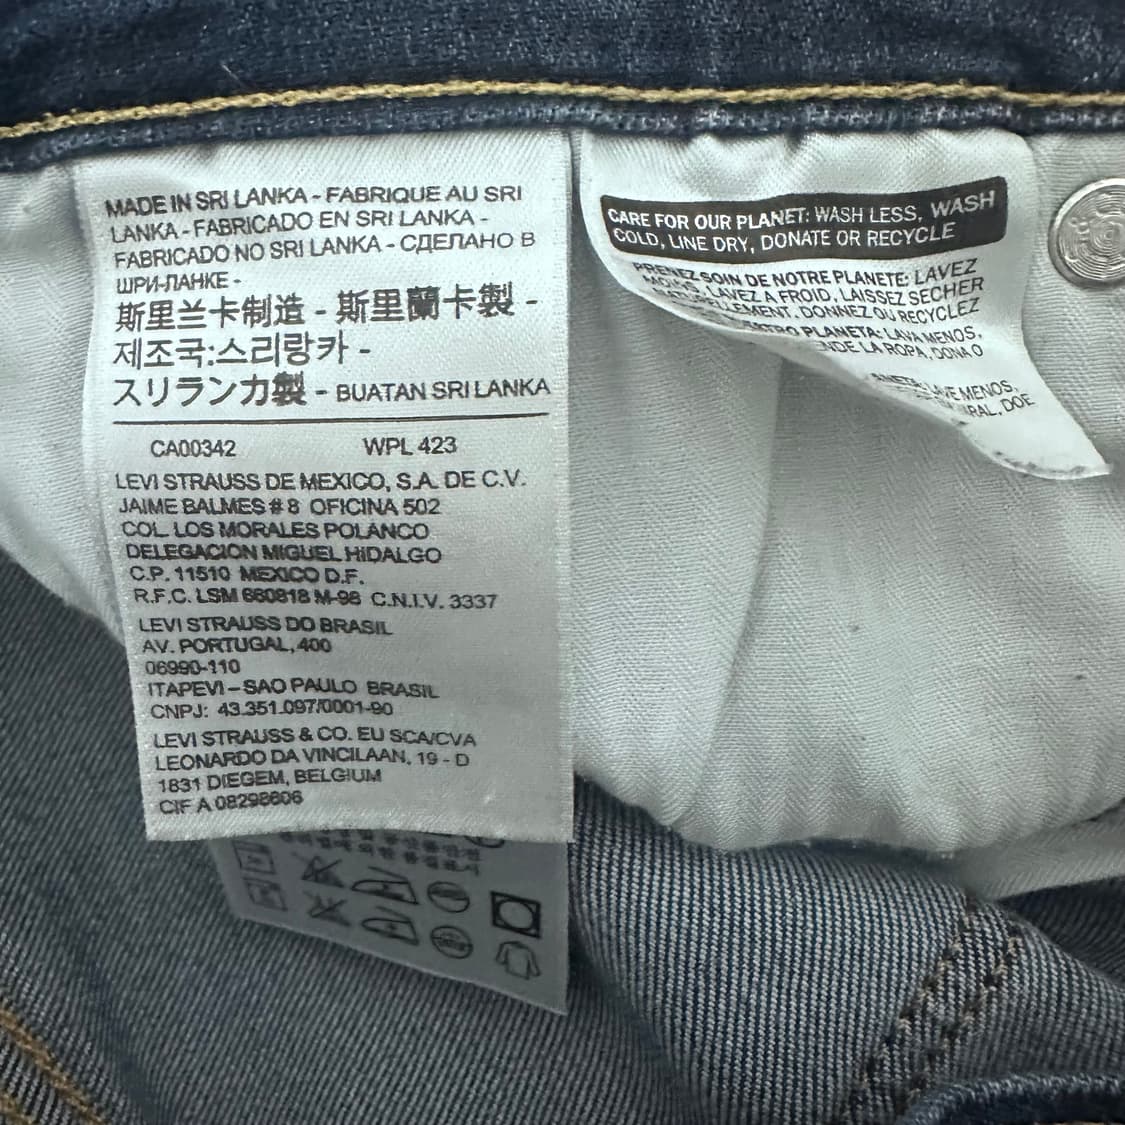 MADE IN SRI LANKA - FABRIQUE AU SRI
LANKA - FABRICADO EN SRI LANKA -
FABRICADO NO SRI LANKA - СДЕЛАНО В
ШРИ-ЛАНКЕ -
斯里兰卡制造 - 斯里蘭卡製 -
제조국:스리랑카 -
スリランカ製 - BUATAN SRI LANKA
CA00342 WPL 423
LEVI STRAUSS DE MEXICO, S.A. DE C.V.
JAIME BALMES # 8 OFICINA 502
COL. LOS MORALES POLANCO
DELEGACION MIGUEL HIDALGO
C.P. 11510 MEXICO D.F.
R.F.C. LSM 660818 M-98 C.N.I.V. 3337
LEVI STRAUSS DO BRASIL
AV. PORTUGAL, 400
06990-110
ITAPEVI – SAO PAULO BRASIL
CNPJ: 43.351.097/0001-90
LEVI STRAUSS & CO. EU SCA/CVA
LEONARDO DA VINCILAAN, 19 - D
1831 DIEGEM, BELGIUM
CIF A 08298606
CARE FOR OUR PLANET: WASH LESS, WASH
COLD, LINE DRY, DONATE OR RECYCLE
PRENEZ SOIN DE NOTRE PLANETE: LAVEZ
MOINS, LAVEZ A FROID, LAISSEZ SECHER
NATURELLEMENT, DONNEZ OU RECYCLEZ
PLANETA: LAVA MENOS,
LA ROPA, DONA O
LAVE MENOS,
DOE